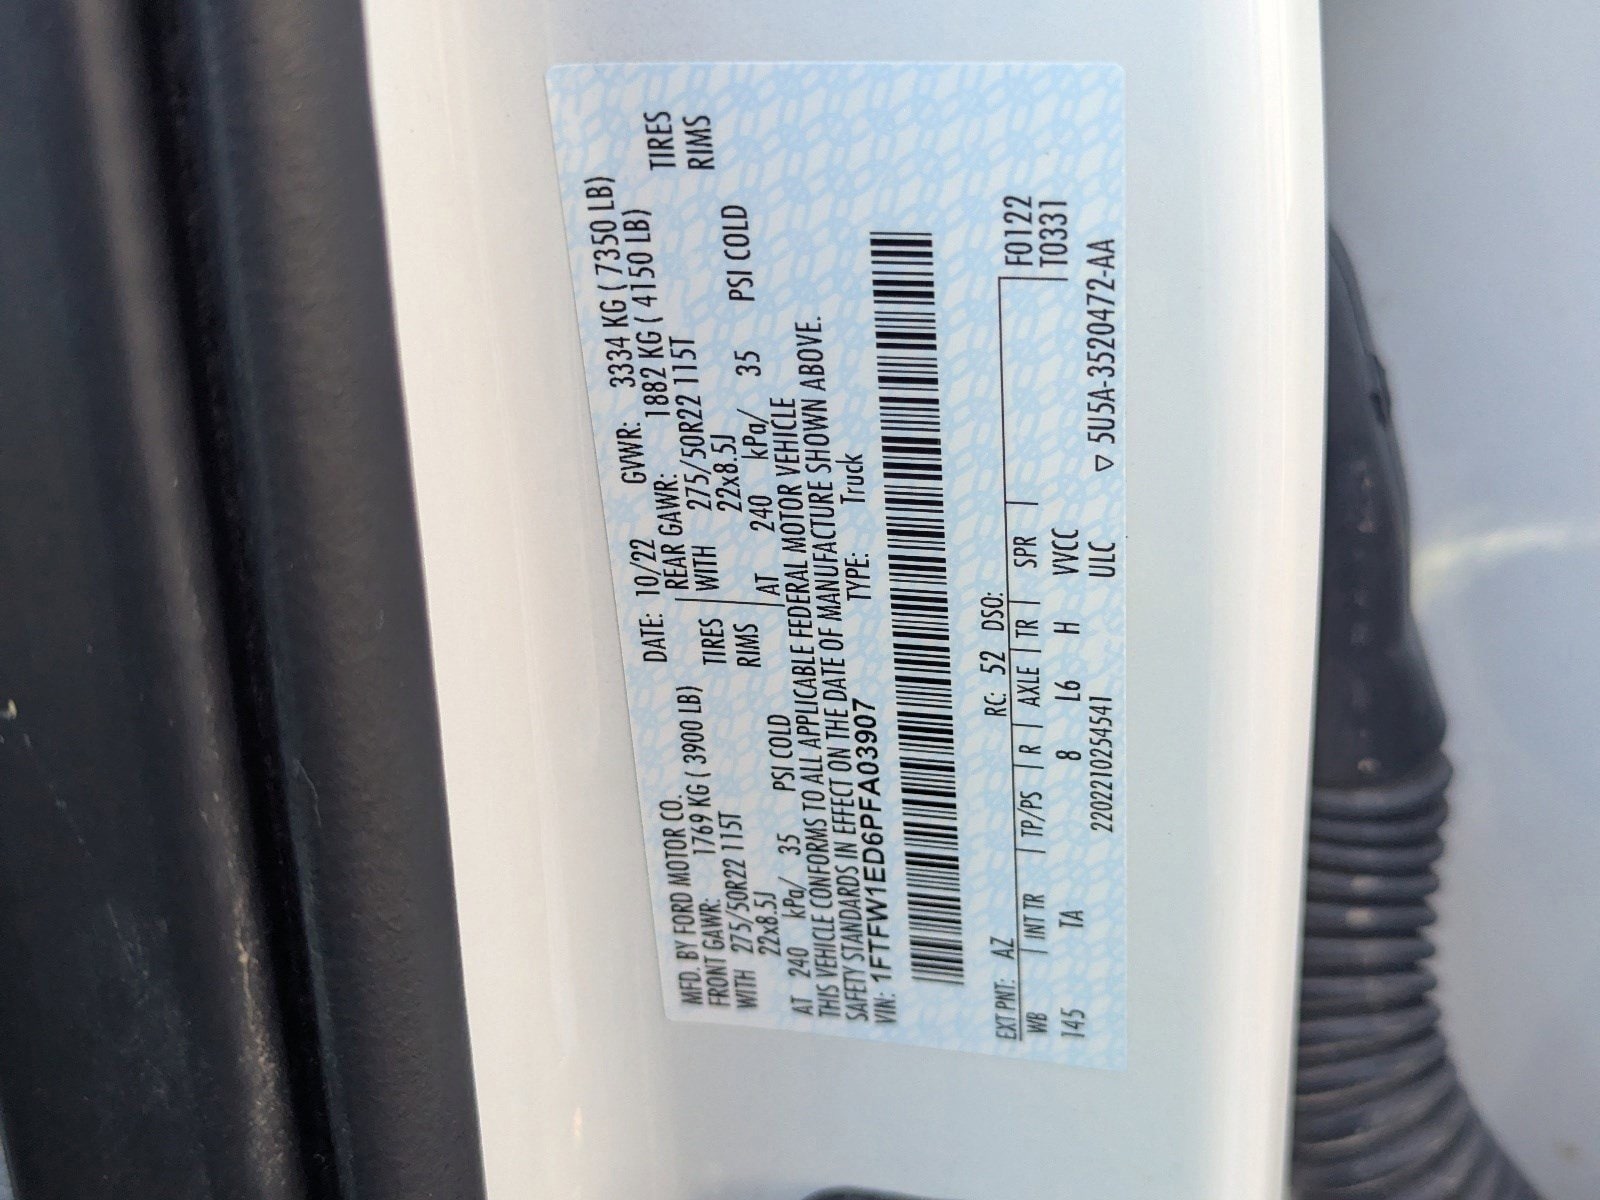 MFD. BY FORD MOTOR CO. DATE: 10/22 GVWR: 3334 KG ( 7350 LB)
FRONT GAWR: 1769 KG ( 3900 LB) REAR GAWR: 1882 KG ( 4150 LB)
WITH 275/50R22 115T TIRES WITH 275/50R22 115T TIRES
22x8.5J RIMS 22x8.5J RIMS
AT 240 kPa/ 35 PSI COLD AT 240 kPa/ 35 PSI COLD
THIS VEHICLE CONFORMS TO ALL APPLICABLE FEDERAL MOTOR VEHICLE
SAFETY STANDARDS IN EFFECT ON THE DATE OF MANUFACTURE SHOWN ABOVE.
VIN: 1FTFW1ED6PFA03907 TYPE: Truck
EXT PNT: AZ RC: 52 DSO:
WB INT TR TP/PS R AXLE TR SPR F0122
145 TA 8 L6 H VVCC T0331
2202210254541 ULC ▽ 5U5A-3520472-AA